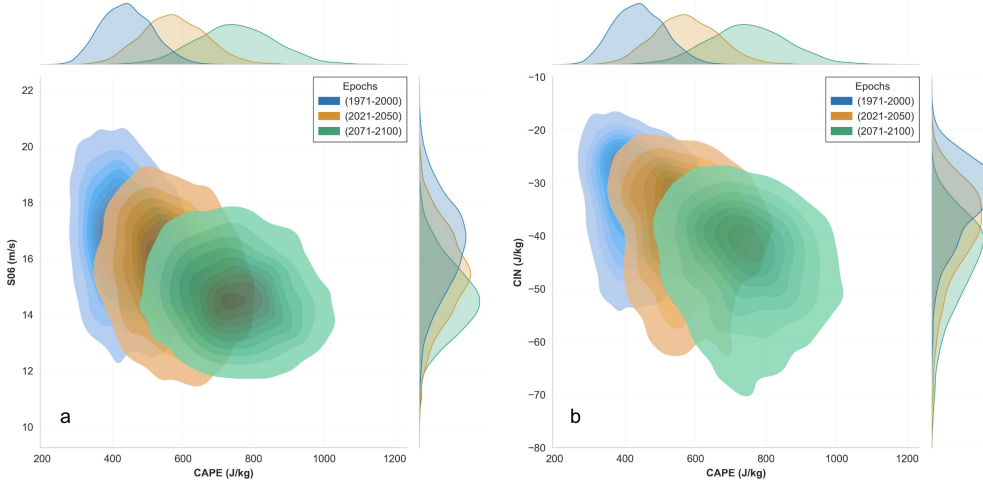 Epochs
(1971-2000)
(2021-2050)
(2071-2100)
22
20
18
16
14
12
10
S06 (m/s)
a
200 400 600 800 1000 1200
CAPE (J/kg)
Epochs
(1971-2000)
(2021-2050)
(2071-2100)
−10
−20
−30
−40
−50
−60
−70
−80
CIN (J/kg)
b
200 400 600 800 1000 1200
CAPE (J/kg)